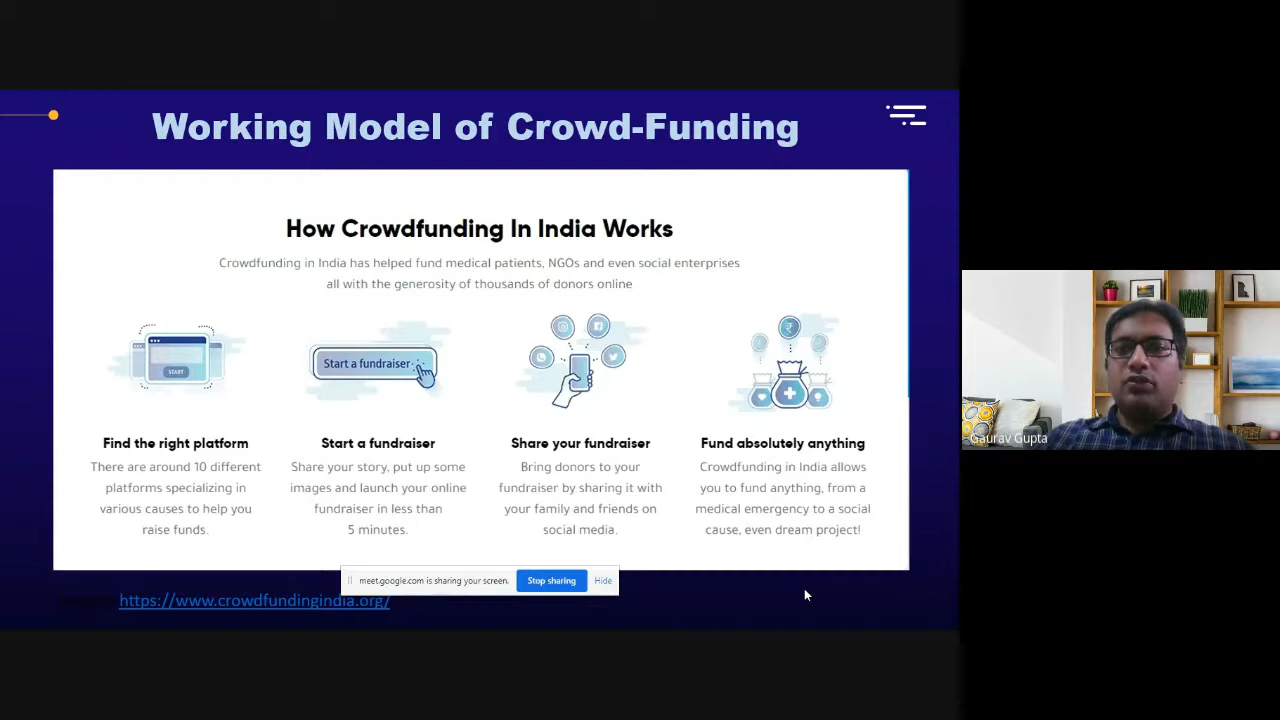 Working Model of Crowd-Funding
How Crowdfunding In India Works
Crowdfunding in India has helped fund medical patients, NGOs and even social enterprises
all with the generosity of thousands of donors online
START
Start a fundraiser
Find the right platform
There are around 10 different
platforms specializing in
various causes to help you
raise funds.
Start a fundraiser
Share your story, put up some
images and launch your online
fundraiser in less than
5 minutes.
Share your fundraiser
Bring donors to your
fundraiser by sharing it with
your family and friends on
social media.
Fund absolutely anything
Crowdfunding in India allows
you to fund anything, from a
medical emergency to a social
cause, even dream project!
meet.google.com is sharing your screen. Stop sharing Hide
https://www.crowdfundingindia.org/
Gaurav Gupta